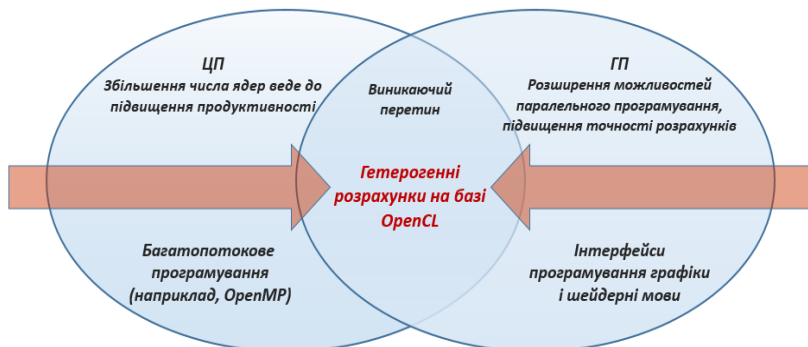 ЦП
Збільшення числа ядер веде до
підвищення продуктивності
Виникаючий
перетин
ГП
Розширення можливостей
паралельного програмування,
підвищення точності розрахунків
Гетерогенні
розрахунки на базі
OpenCL
Багатопотокове
програмування
(наприклад, OpenMP)
Інтерфейси
програмування графіки
і шейдерні мови